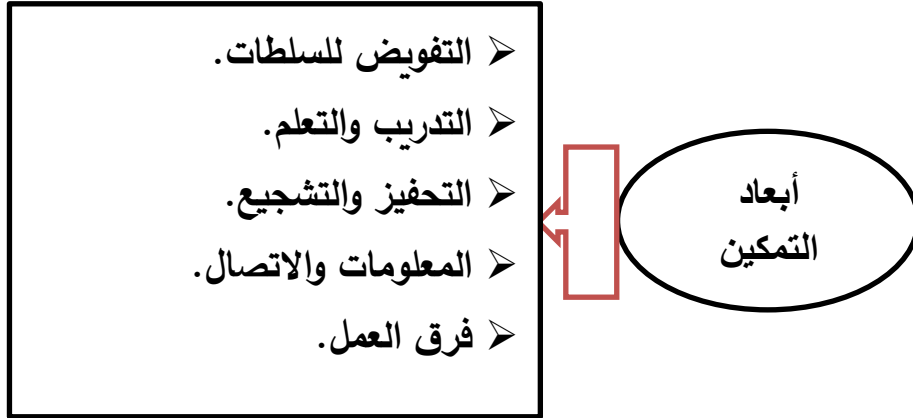 أبعاد
التمكين
➢ التفويض للسلطات.
➢ التدريب والتعلم.
➢ التحفيز والتشجيع.
➢ المعلومات والاتصال.
➢ فرق العمل.